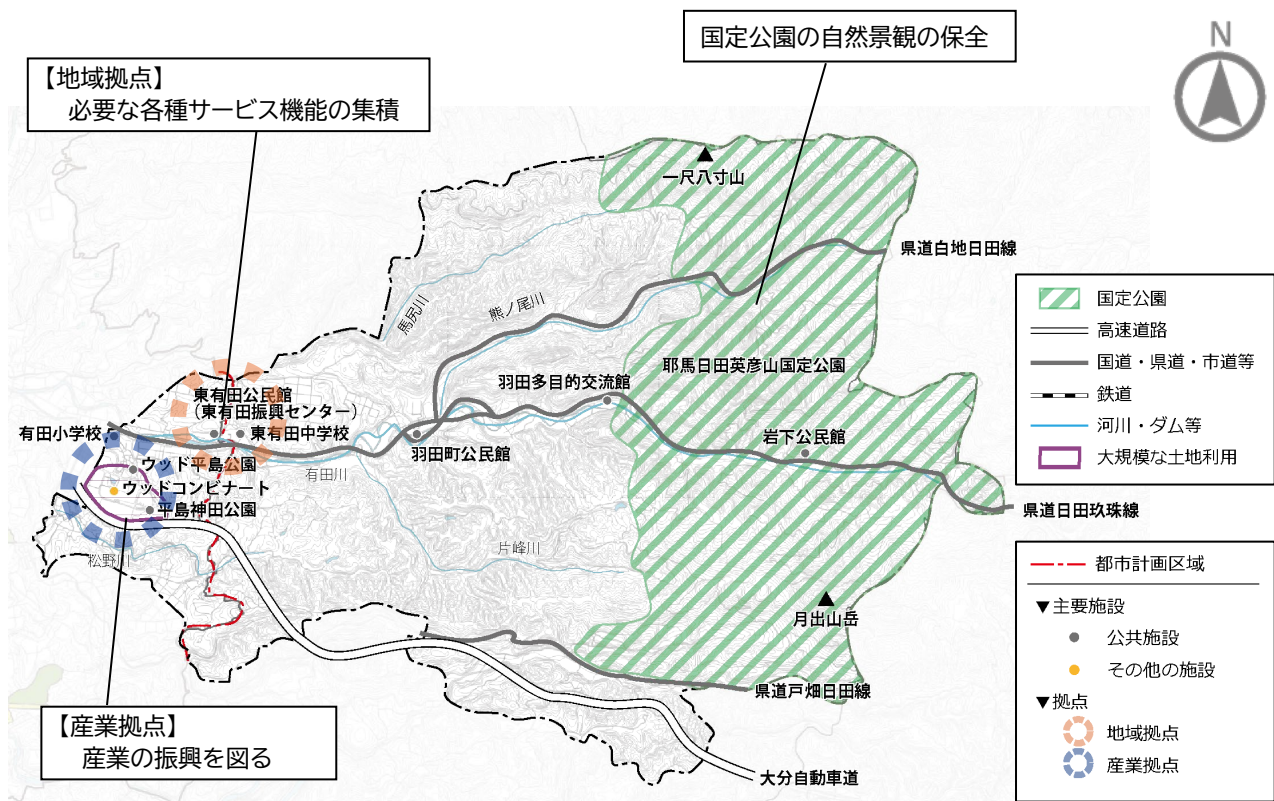 国定公園の自然景観の保全
N
【地域拠点】
必要な各種サービス機能の集積
一尺八寸山
県道白地日田線
国定公園
高速道路
国道・県道・市道等
鉄道
河川・ダム等
大規模な土地利用
馬尻川
熊ノ尾川
耶馬日田英彦山国定公園
羽田多目的交流館
東有田公民館
（東有田振興センター）
有田小学校
東有田中学校
岩下公民館
羽田町公民館
ウッド平島公園
有田川
ウッドコンビナート
平島神田公園
県道日田玖珠線
松野川
片峰川
都市計画区域
▼主要施設
公共施設
その他の施設
▼拠点
地域拠点
産業拠点
月出山岳
県道戸畑日田線
【産業拠点】
産業の振興を図る
大分自動車道